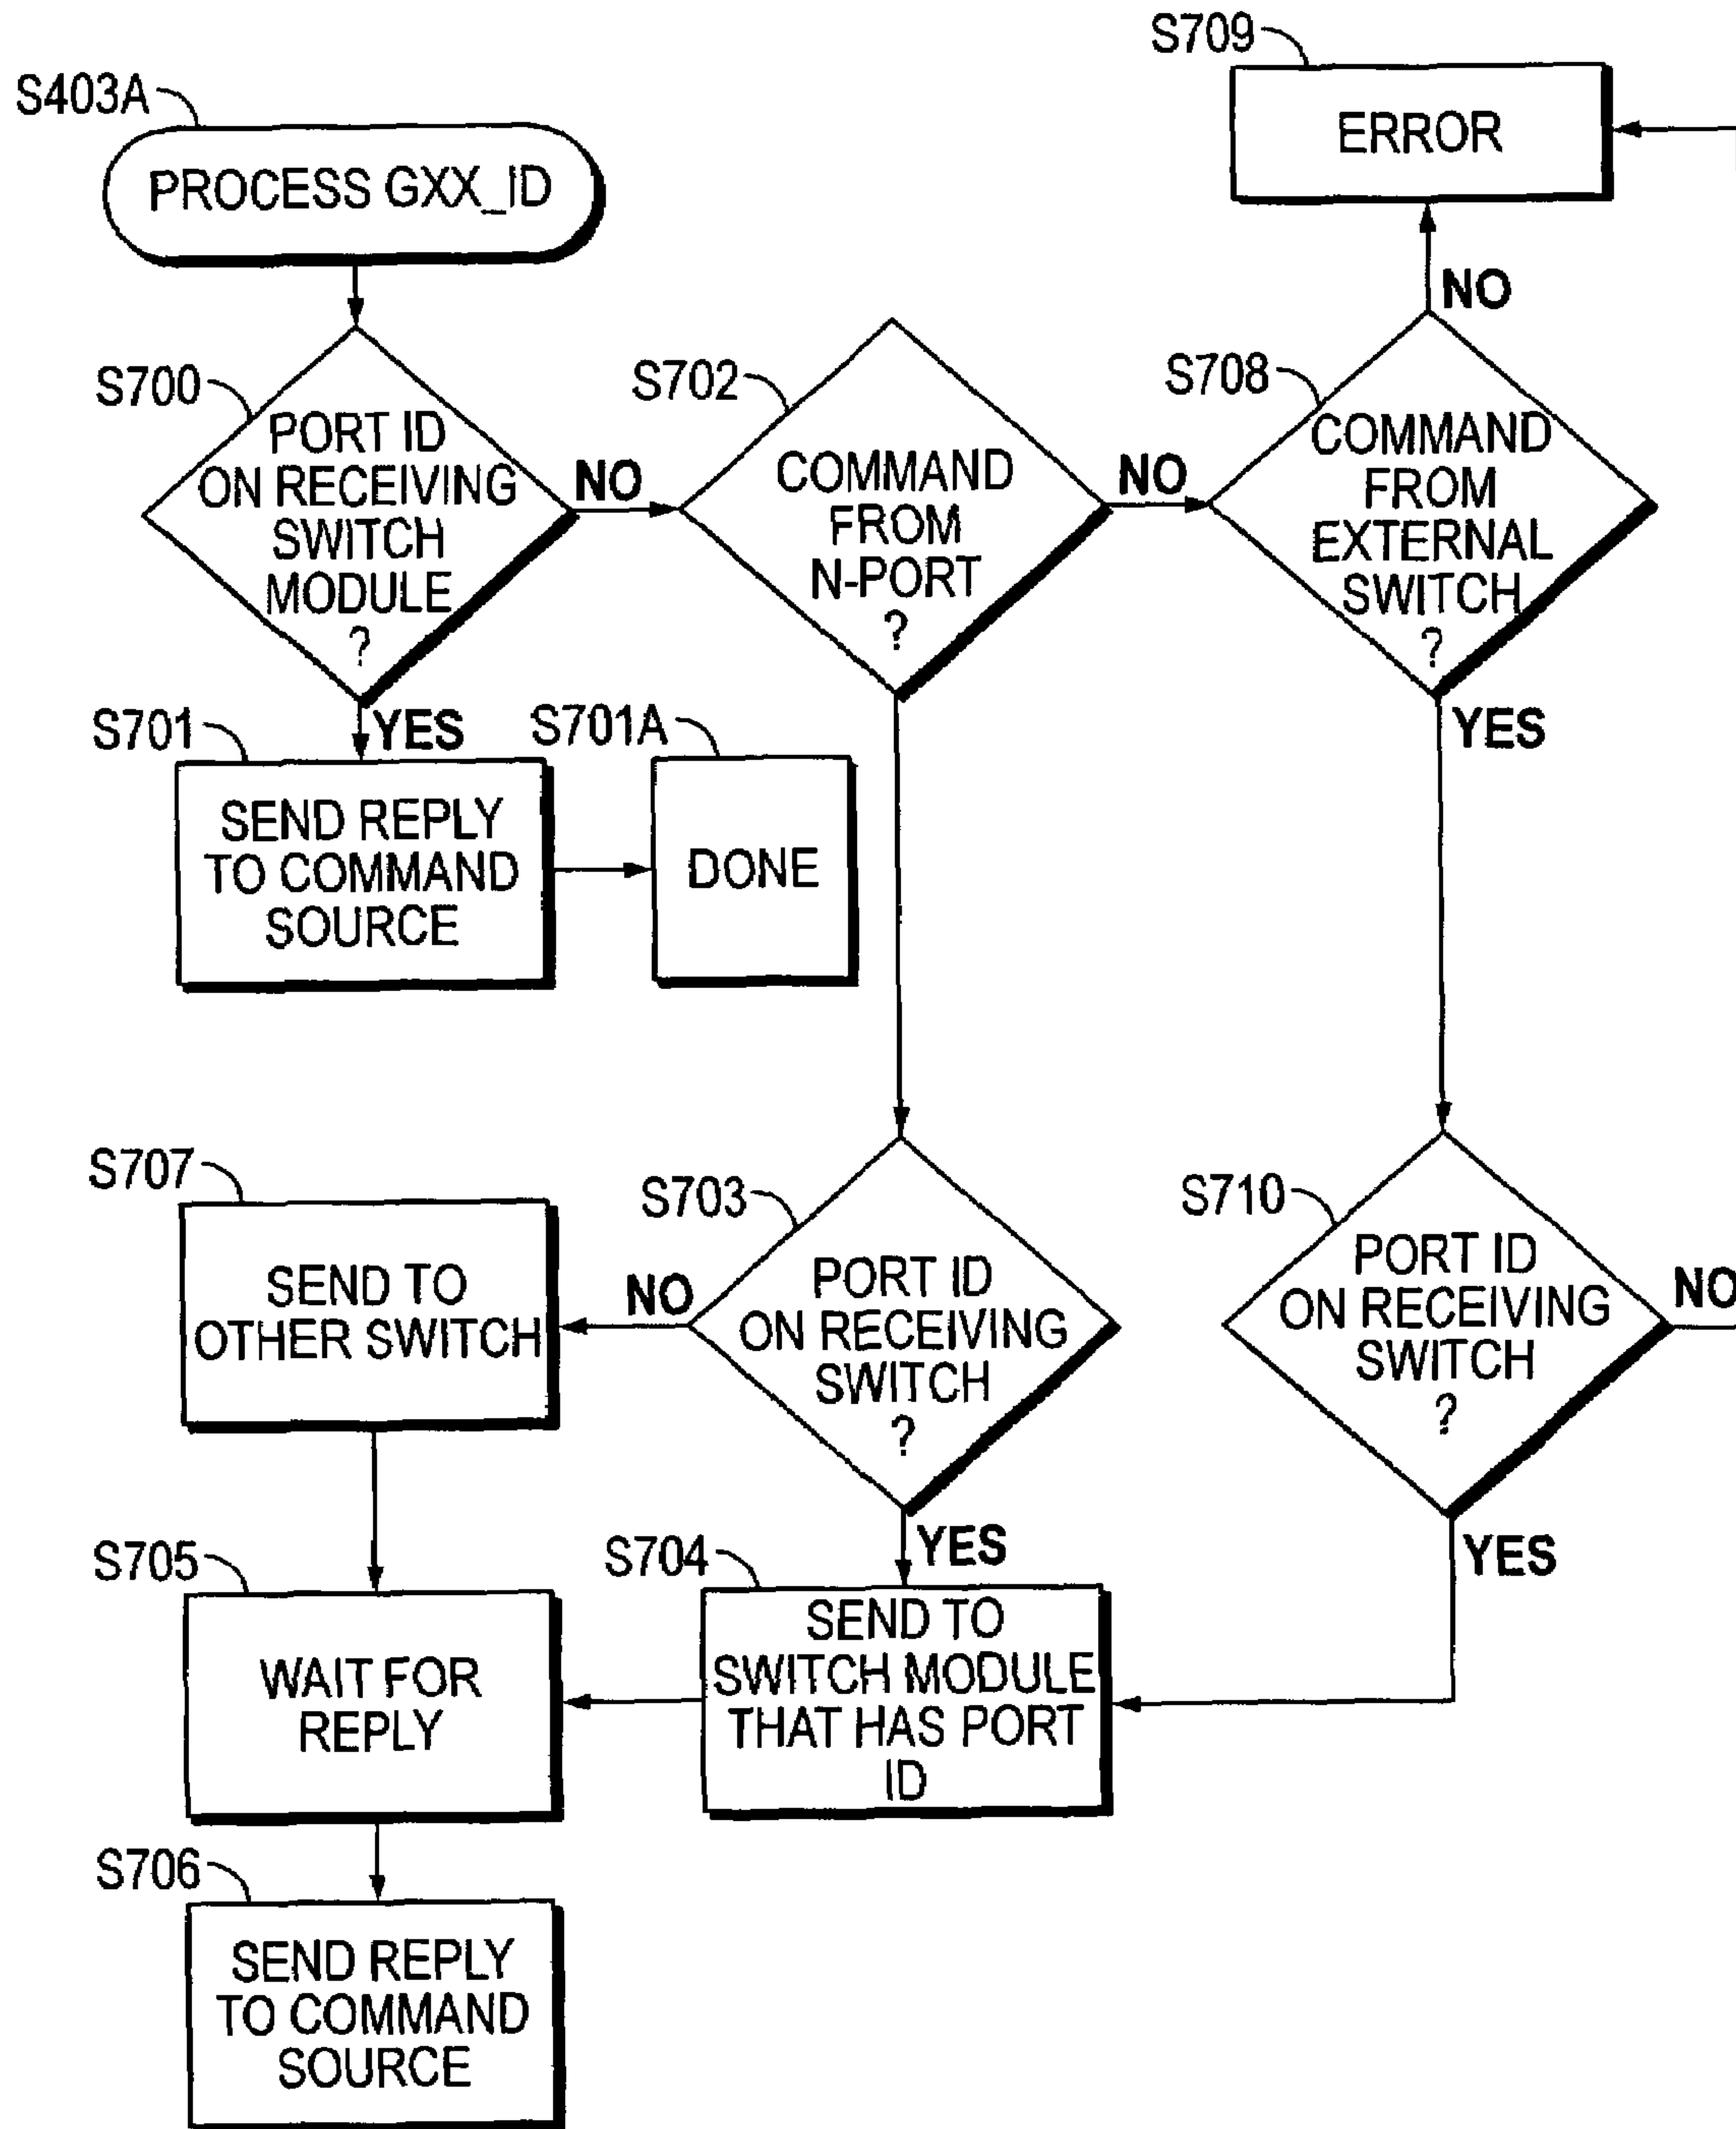 S709
ERROR
S403A
PROCESS GXX_ID
NO
S700
PORT ID
ON RECEIVING
SWITCH
MODULE
?
NO
S702
COMMAND
FROM
N-PORT
?
NO
S708
COMMAND
FROM
EXTERNAL
SWITCH
?
YES
YES
S701
SEND REPLY
TO COMMAND
SOURCE
S701A
DONE
S707
SEND TO
OTHER SWITCH
NO
S703
PORT ID
ON RECEIVING
SWITCH
?
S710
PORT ID
ON RECEIVING
SWITCH
?
NO
YES
YES
S705
WAIT FOR
REPLY
S704
SEND TO
SWITCH MODULE
THAT HAS PORT
ID
S706
SEND REPLY
TO COMMAND
SOURCE